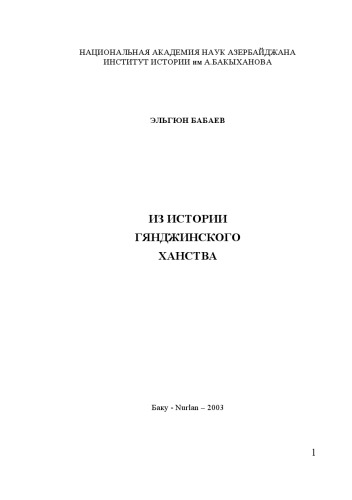 НАЦИОНАЛЬНАЯ АКАДЕМИЯ НАУК АЗЕРБАЙДЖАНА
ИНСТИТУТ ИСТОРИИ им А.БАКЫХАНОВА
ЭЛЬГЮН БАБАЕВ
ИЗ ИСТОРИИ
ГЯНДЖИНСКОГО
ХАНСТВА
Баку - Nurlan – 2003
1